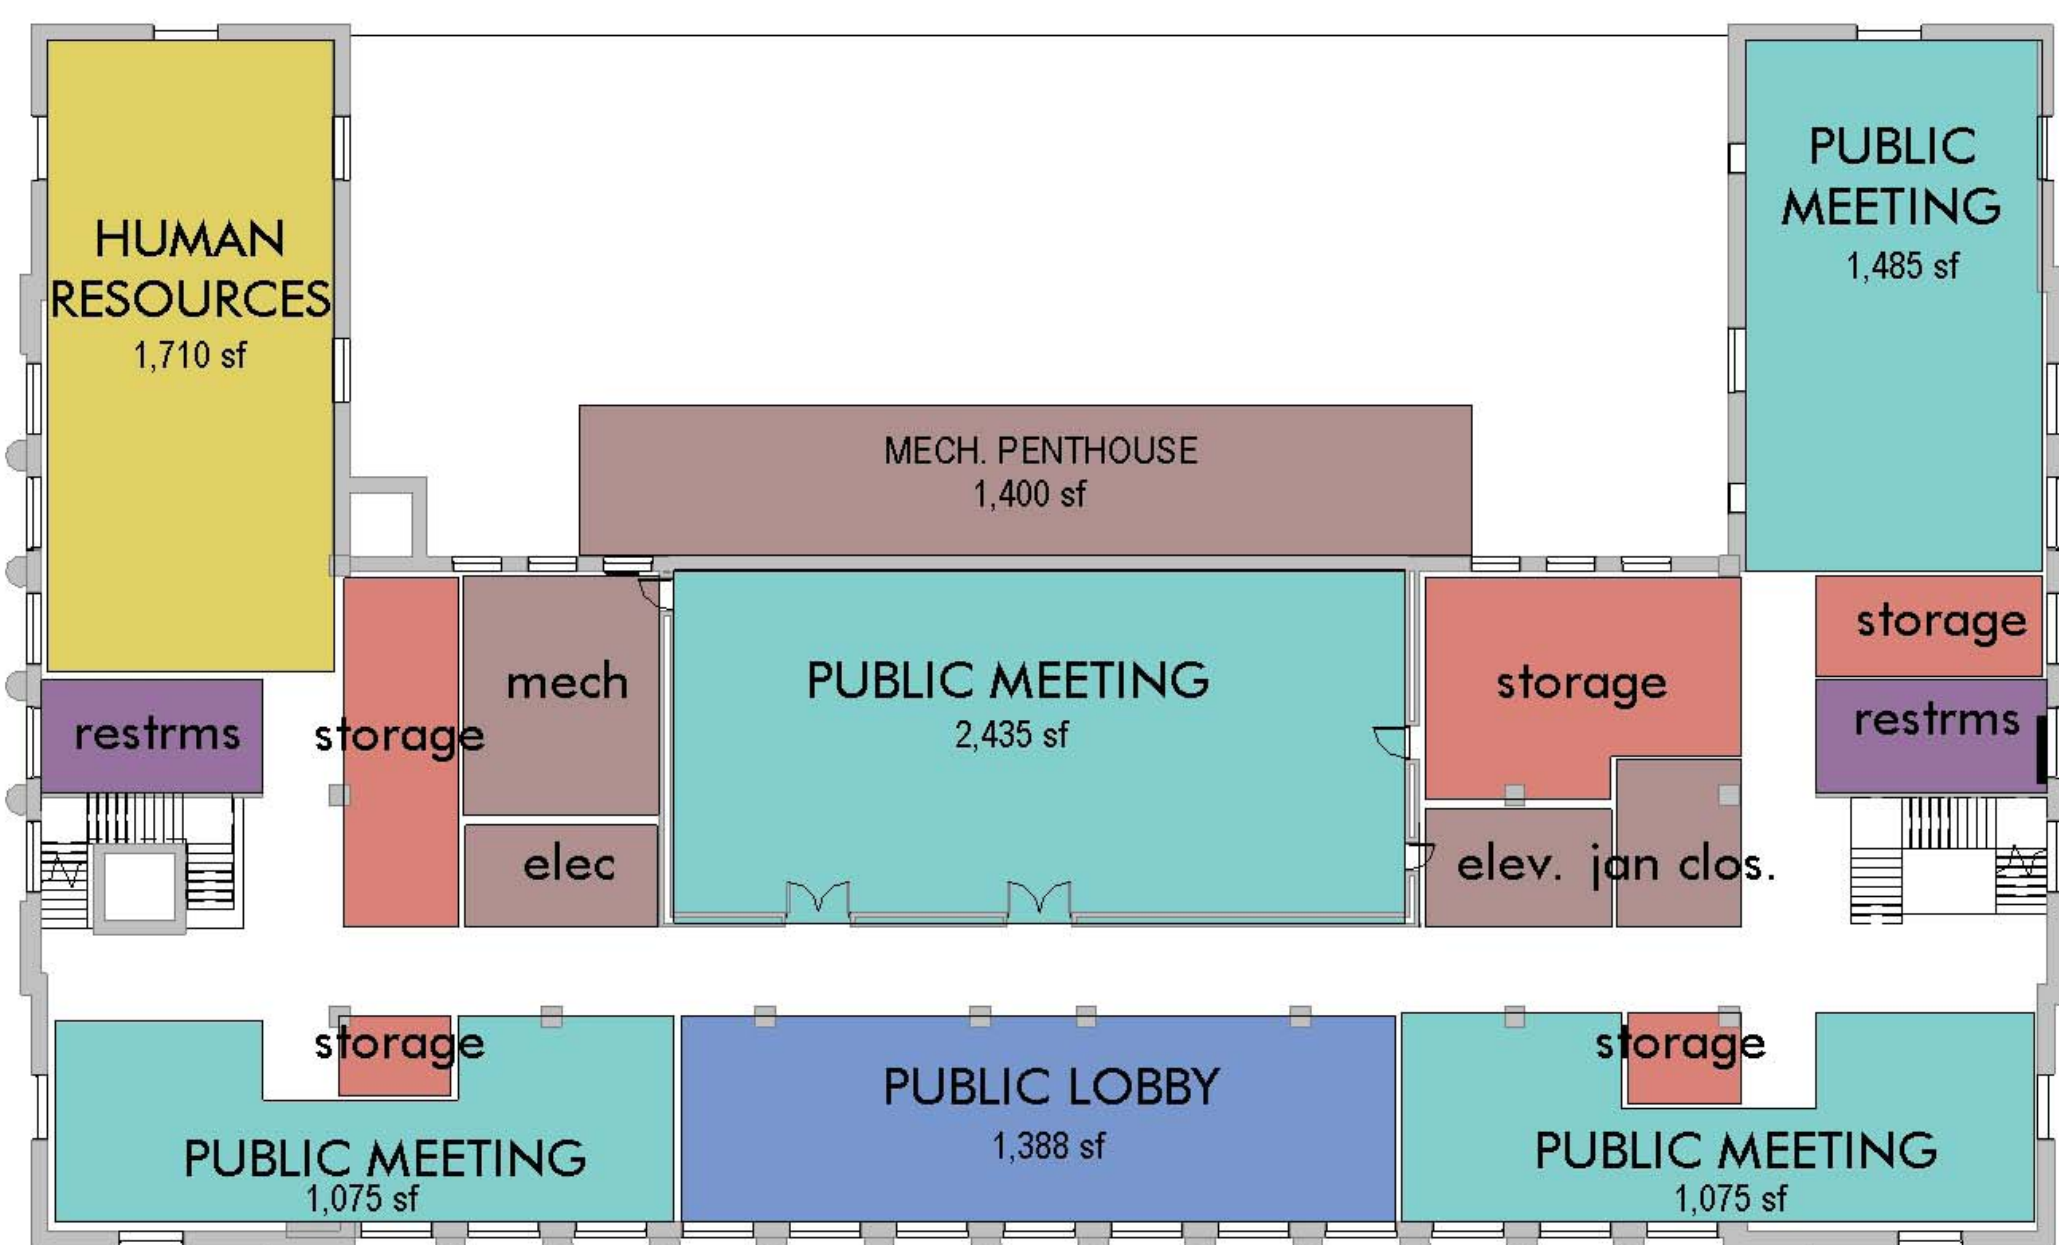 HUMAN
RESOURCES
1,710 sf
PUBLIC
MEETING
1,485 sf
MECH. PENTHOUSE
1,400 sf
restrms
storage
mech
elec
PUBLIC MEETING
2,435 sf
storage
elev.
jan clos.
storage
restrms
storage
PUBLIC MEETING
1,075 sf
PUBLIC LOBBY
1,388 sf
storage
PUBLIC MEETING
1,075 sf